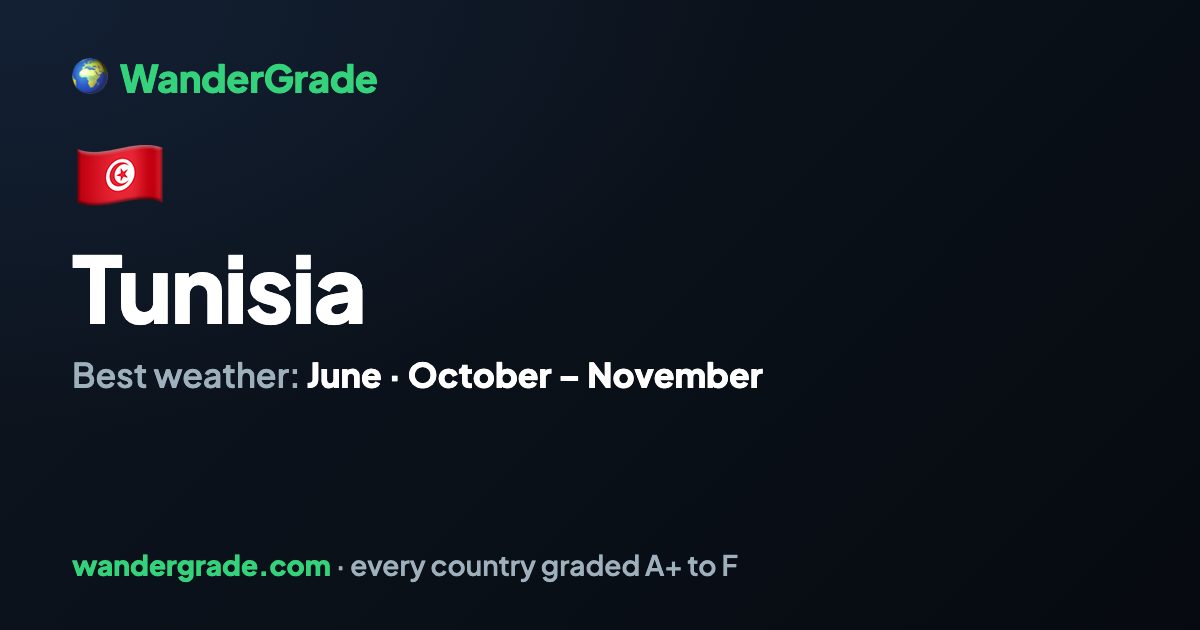 WanderGrade
Tunisia
Best weather: June · October – November
wandergrade.com · every country graded A+ to F